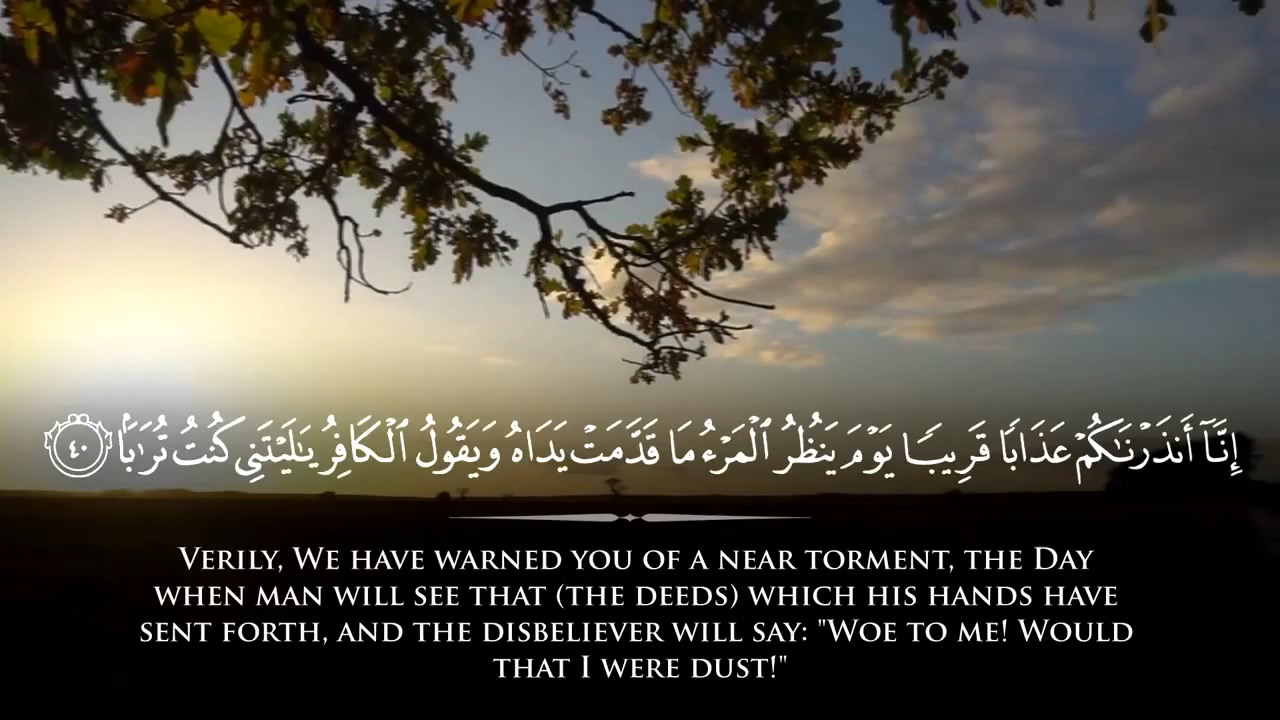 إِنَّآ أَنذَرْنَٰكُمْ عَذَابًا قَرِيبًا يَوْمَ يَنظُرُ ٱلْمَرْءُ مَا قَدَّمَتْ يَدَاهُ وَيَقُولُ ٱلْكَافِرُ يَٰلَيْتَنِى كُنتُ تُرَٰبًۢا ٤٠
VERILY, WE HAVE WARNED YOU OF A NEAR TORMENT, THE DAY
WHEN MAN WILL SEE THAT (THE DEEDS) WHICH HIS HANDS HAVE
SENT FORTH, AND THE DISBELIEVER WILL SAY: "WOE TO ME! WOULD
THAT I WERE DUST!"